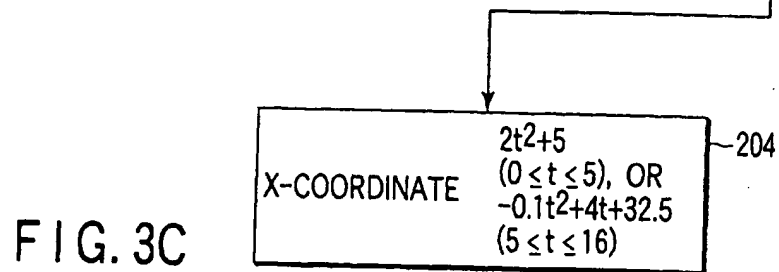 2t²+5
X-COORDINATE (0≤t≤5), OR
-0.1t²+4t+32.5
(5≤t≤16)
204
FIG. 3C